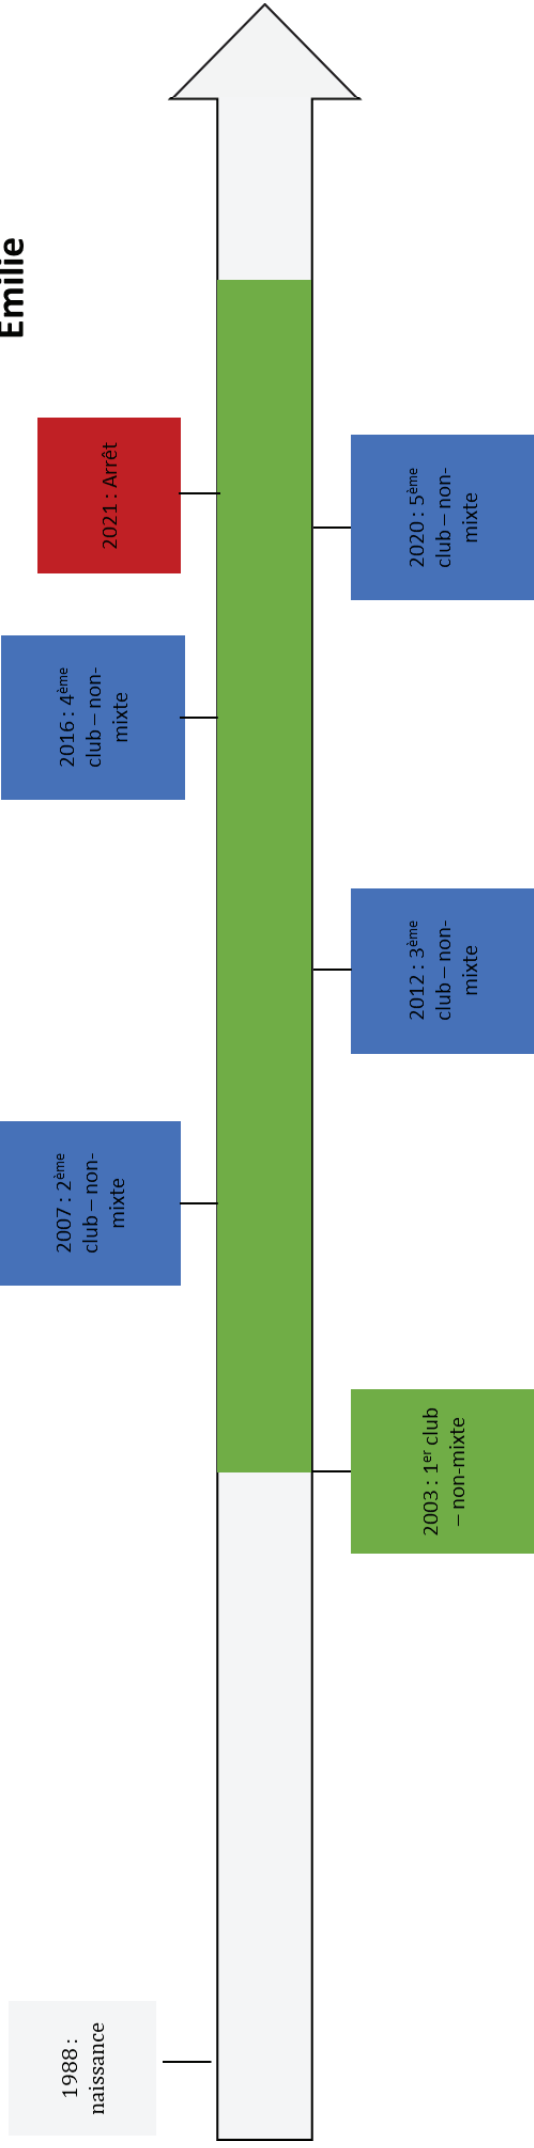 Emilie
1988 :
naissance
2003 : 1er club
– non-mixte
2007 : 2ème
club – non-
mixte
2012 : 3ème
club – non-
mixte
2016 : 4ème
club – non-
mixte
2020 : 5ème
club – non-
mixte
2021 : Arrêt